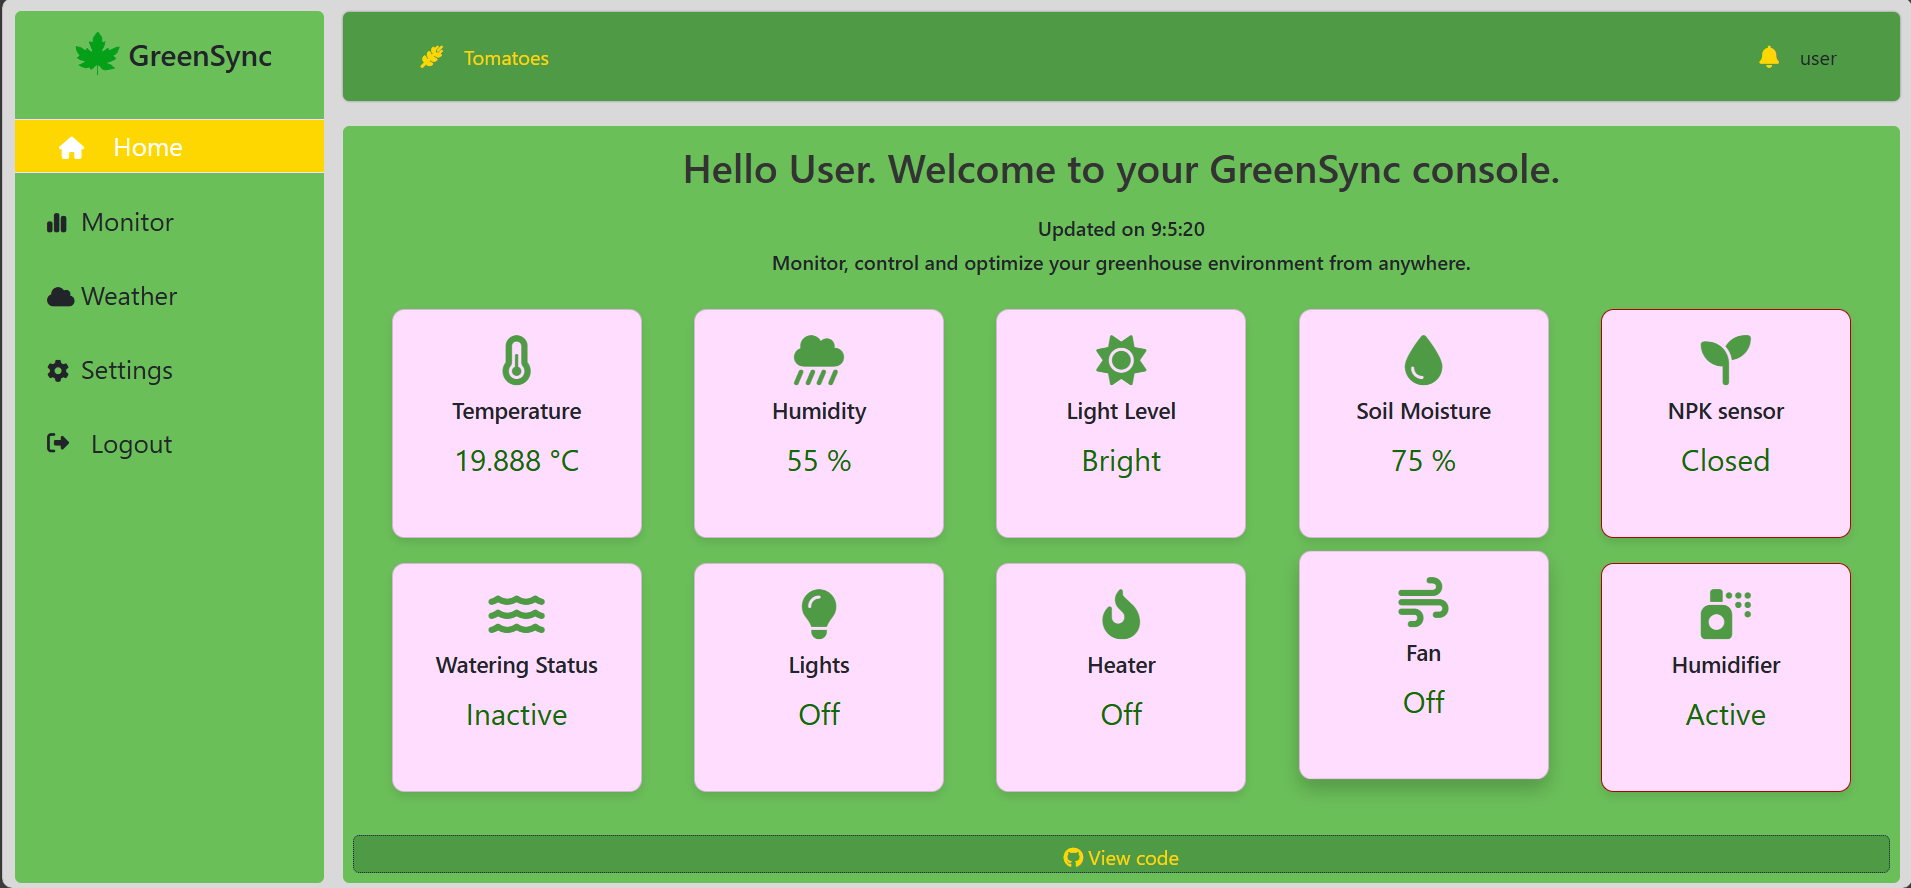 GreenSync
Home
Monitor
Weather
Settings
Logout
Tomatoes
user
Hello User. Welcome to your GreenSync console.
Updated on 9:5:20
Monitor, control and optimize your greenhouse environment from anywhere.
Temperature
19.888 °C
Humidity
55 %
Light Level
Bright
Soil Moisture
75 %
NPK sensor
Closed
Watering Status
Inactive
Lights
Off
Heater
Off
Fan
Off
Humidifier
Active
View code